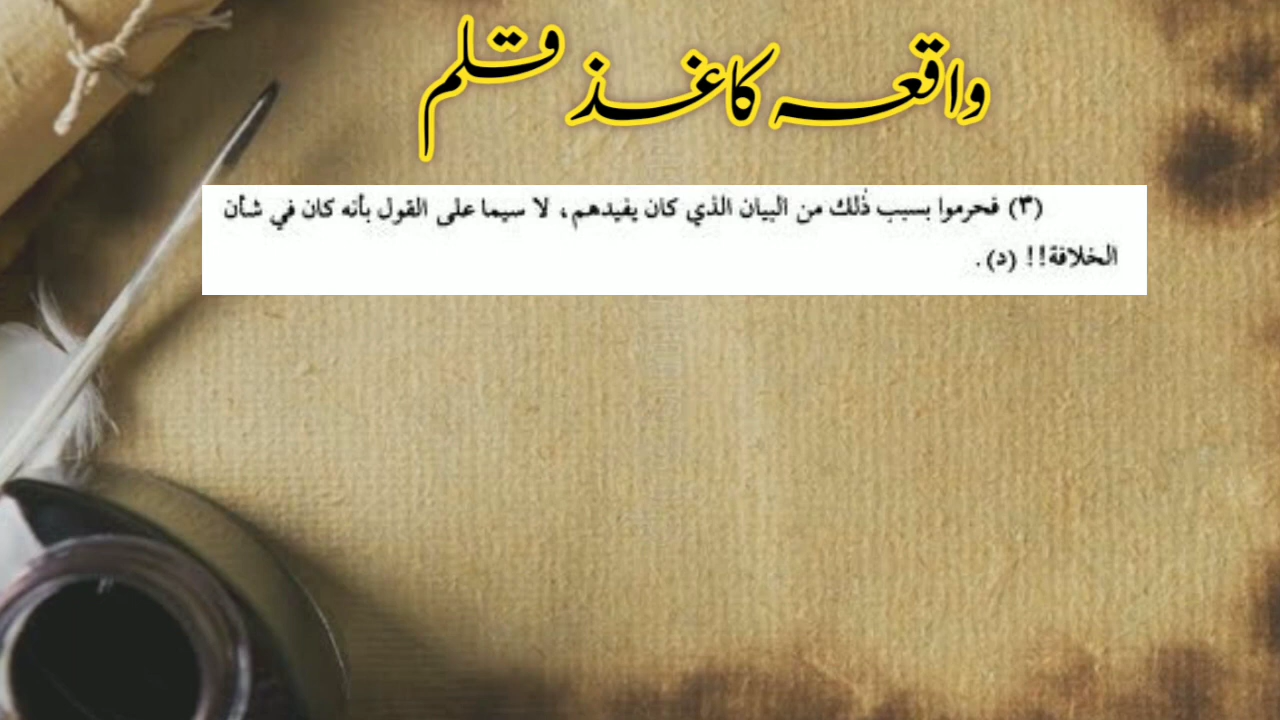 واقعہ کاغذ قلم
(٣) فحرموا بسبب ذٰلك من البيان الذي كان يفيدهم، لا سيما على القول بأنه كان في شأن
الخلافة!! (د).